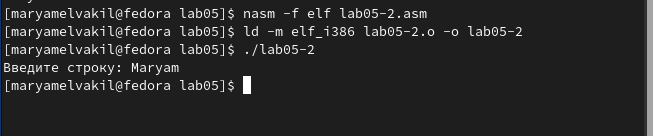 [maryamelvakil@fedora lab05]$ nasm -f elf lab05-2.asm
[maryamelvakil@fedora lab05]$ ld -m elf_i386 lab05-2.o -o lab05-2
[maryamelvakil@fedora lab05]$ ./lab05-2
Введите строку: Maryam
[maryamelvakil@fedora lab05]$